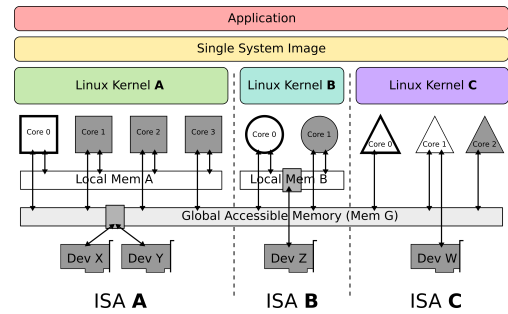 Application
Single System Image
Linux Kernel A
Linux Kernel B
Linux Kernel C
Core 0
Core 1
Core 2
Core 3
Core 0
Core 1
Core 0
Core 1
Core 2
Local Mem A
Local Mem B
Global Accessible Memory (Mem G)
Dev X
Dev Y
Dev Z
Dev W
ISA A
ISA B
ISA C